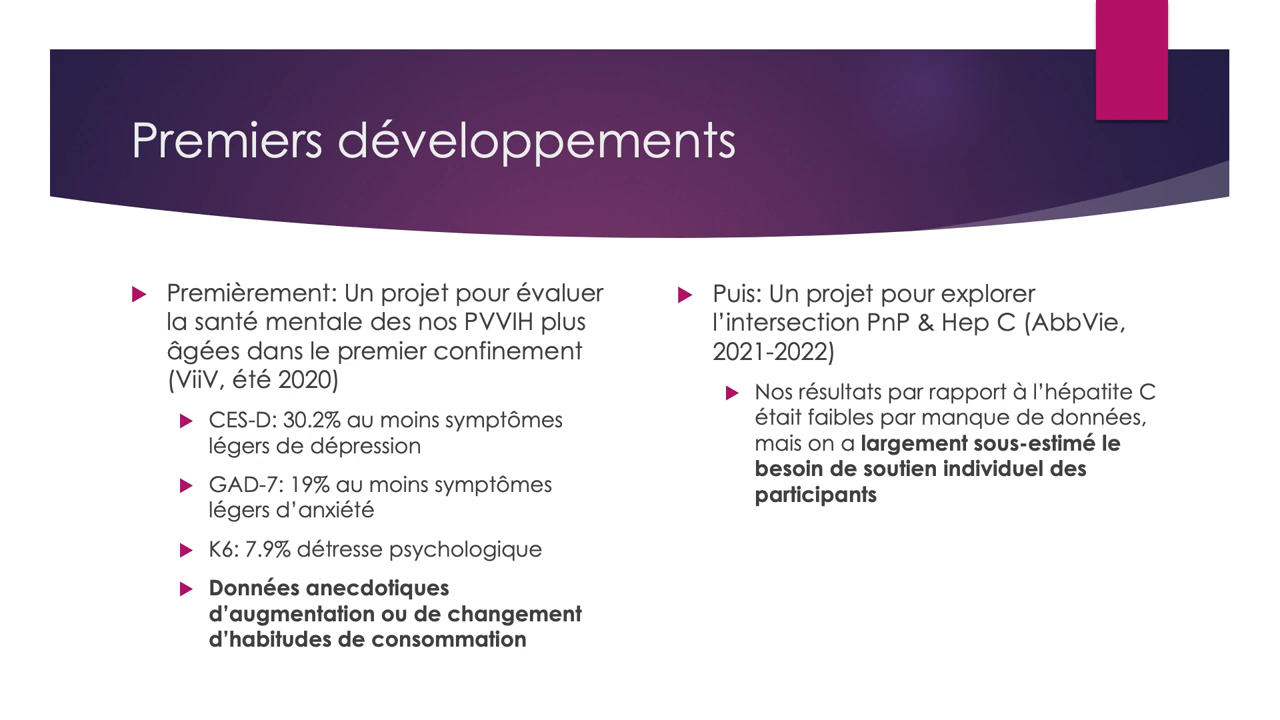 Premiers développements
Premièrement: Un projet pour évaluer
la santé mentale des nos PVVIH plus
âgées dans le premier confinement
(ViiV, été 2020)
CES-D: 30.2% au moins symptômes
légers de dépression
GAD-7: 19% au moins symptômes
légers d’anxiété
K6: 7.9% détresse psychologique
Données anecdotiques
d’augmentation ou de changement
d’habitudes de consommation
Puis: Un projet pour explorer
l’intersection PnP & Hep C (AbbVie,
2021-2022)
Nos résultats par rapport à l’hépatite C
était faibles par manque de données,
mais on a largement sous-estimé le
besoin de soutien individuel des
participants